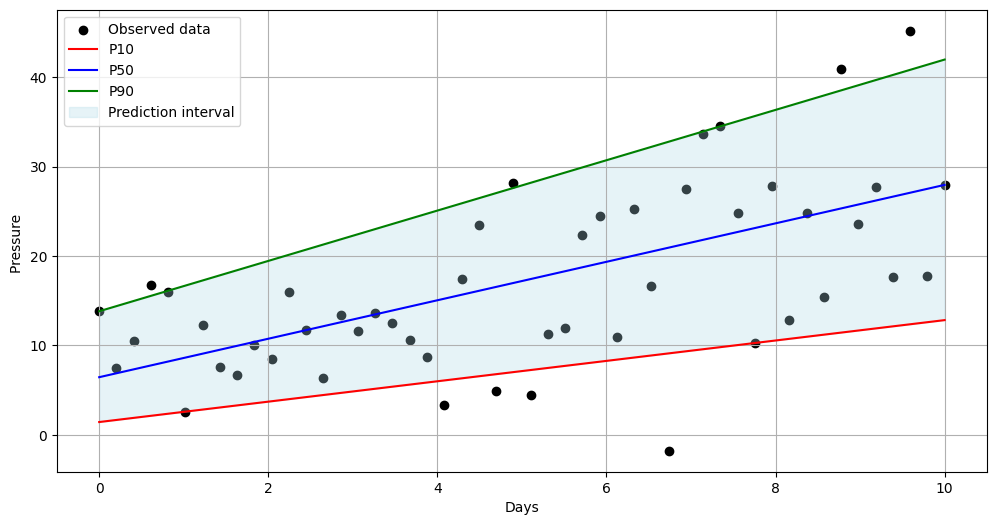 Observed data
P10
P50
P90
Prediction interval
40
30
20
10
0
Pressure
0 2 4 6 8 10
Days